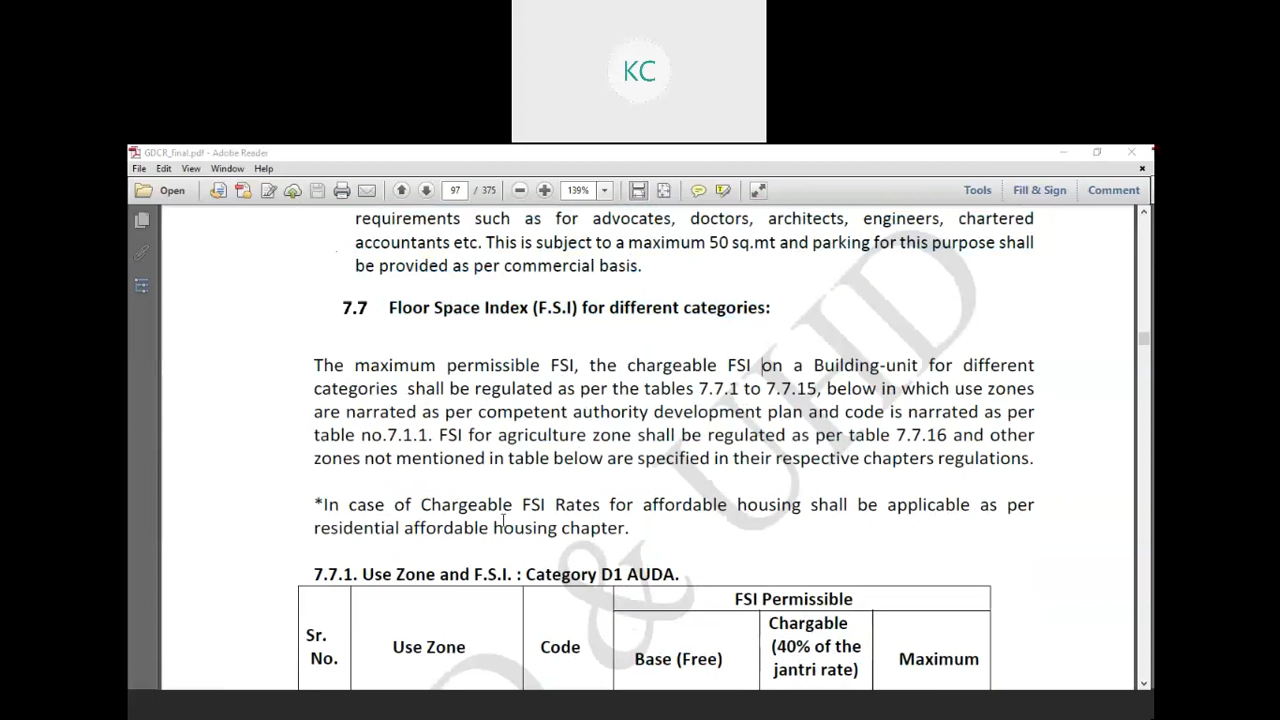 KC
GDCR_final.pdf - Adobe Reader
File Edit View Window Help
Open 97 / 375 139% Tools Fill & Sign Comment
requirements such as for advocates, doctors, architects, engineers, chartered
accountants etc. This is subject to a maximum 50 sq.mt and parking for this purpose shall
be provided as per commercial basis.
7.7 Floor Space Index (F.S.I) for different categories:
The maximum permissible FSI, the chargeable FSI on a Building-unit for different
categories shall be regulated as per the tables 7.7.1 to 7.7.15, below in which use zones
are narrated as per competent authority development plan and code is narrated as per
table no.7.1.1. FSI for agriculture zone shall be regulated as per table 7.7.16 and other
zones not mentioned in table below are specified in their respective chapters regulations.
*In case of Chargeable FSI Rates for affordable housing shall be applicable as per
residential affordable housing chapter.
7.7.1. Use Zone and F.S.I. : Category D1 AUDA.
FSI Permissible
Sr.
No.
Use Zone
Code
Base (Free)
Chargable
(40% of the
jantri rate)
Maximum
& UHD